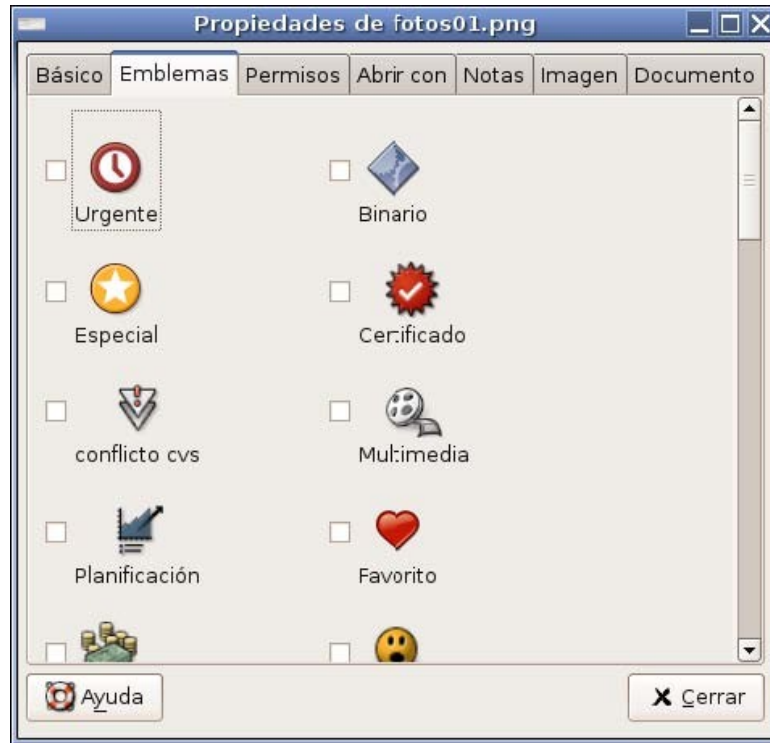 Propiedades de fotos01.png
Básico Emblemas Permisos Abrir con Notas Imagen Documento
Urgente Binario
Especial Certificado
conflicto cvs Multimedia
Planificación Favorito
Ayuda Cerrar